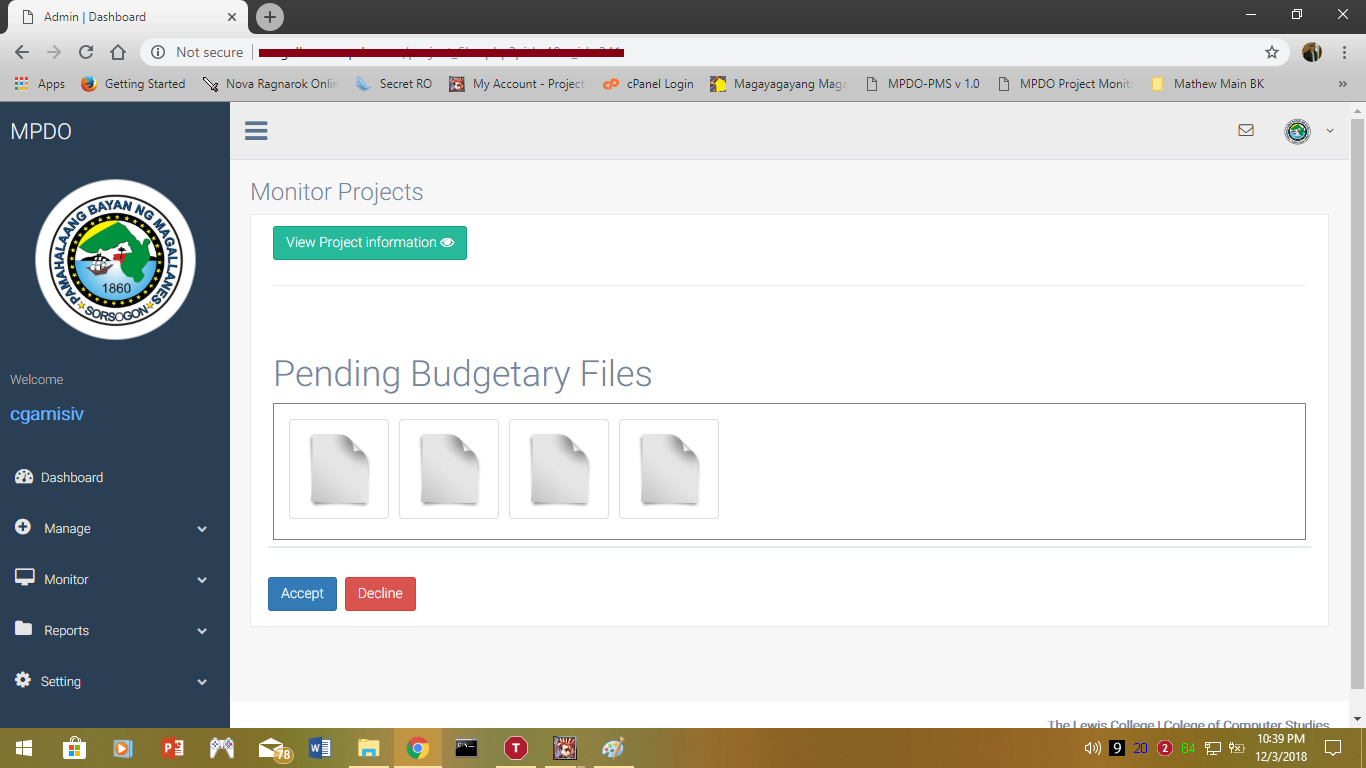 Admin | Dashboard
Not secure
Apps
Getting Started
Nova Ragnarok Onlin
Secret RO
My Account - Project
cPanel Login
Magayagayang Maga
MPDO-PMS v 1.0
MPDO Project Monit
Mathew Main BK
»
MPDO
PAMAHALAANG BAYAN NG MAGALLANES
1860
SORSOGON
Welcome
cgamisiv
Dashboard
Manage
Monitor
Reports
Setting
Monitor Projects
View Project information
Pending Budgetary Files
Accept
Decline
The Lewis College | Colege of Computer Studies
78
T
9
20
2
84
10:39 PM
12/3/2018